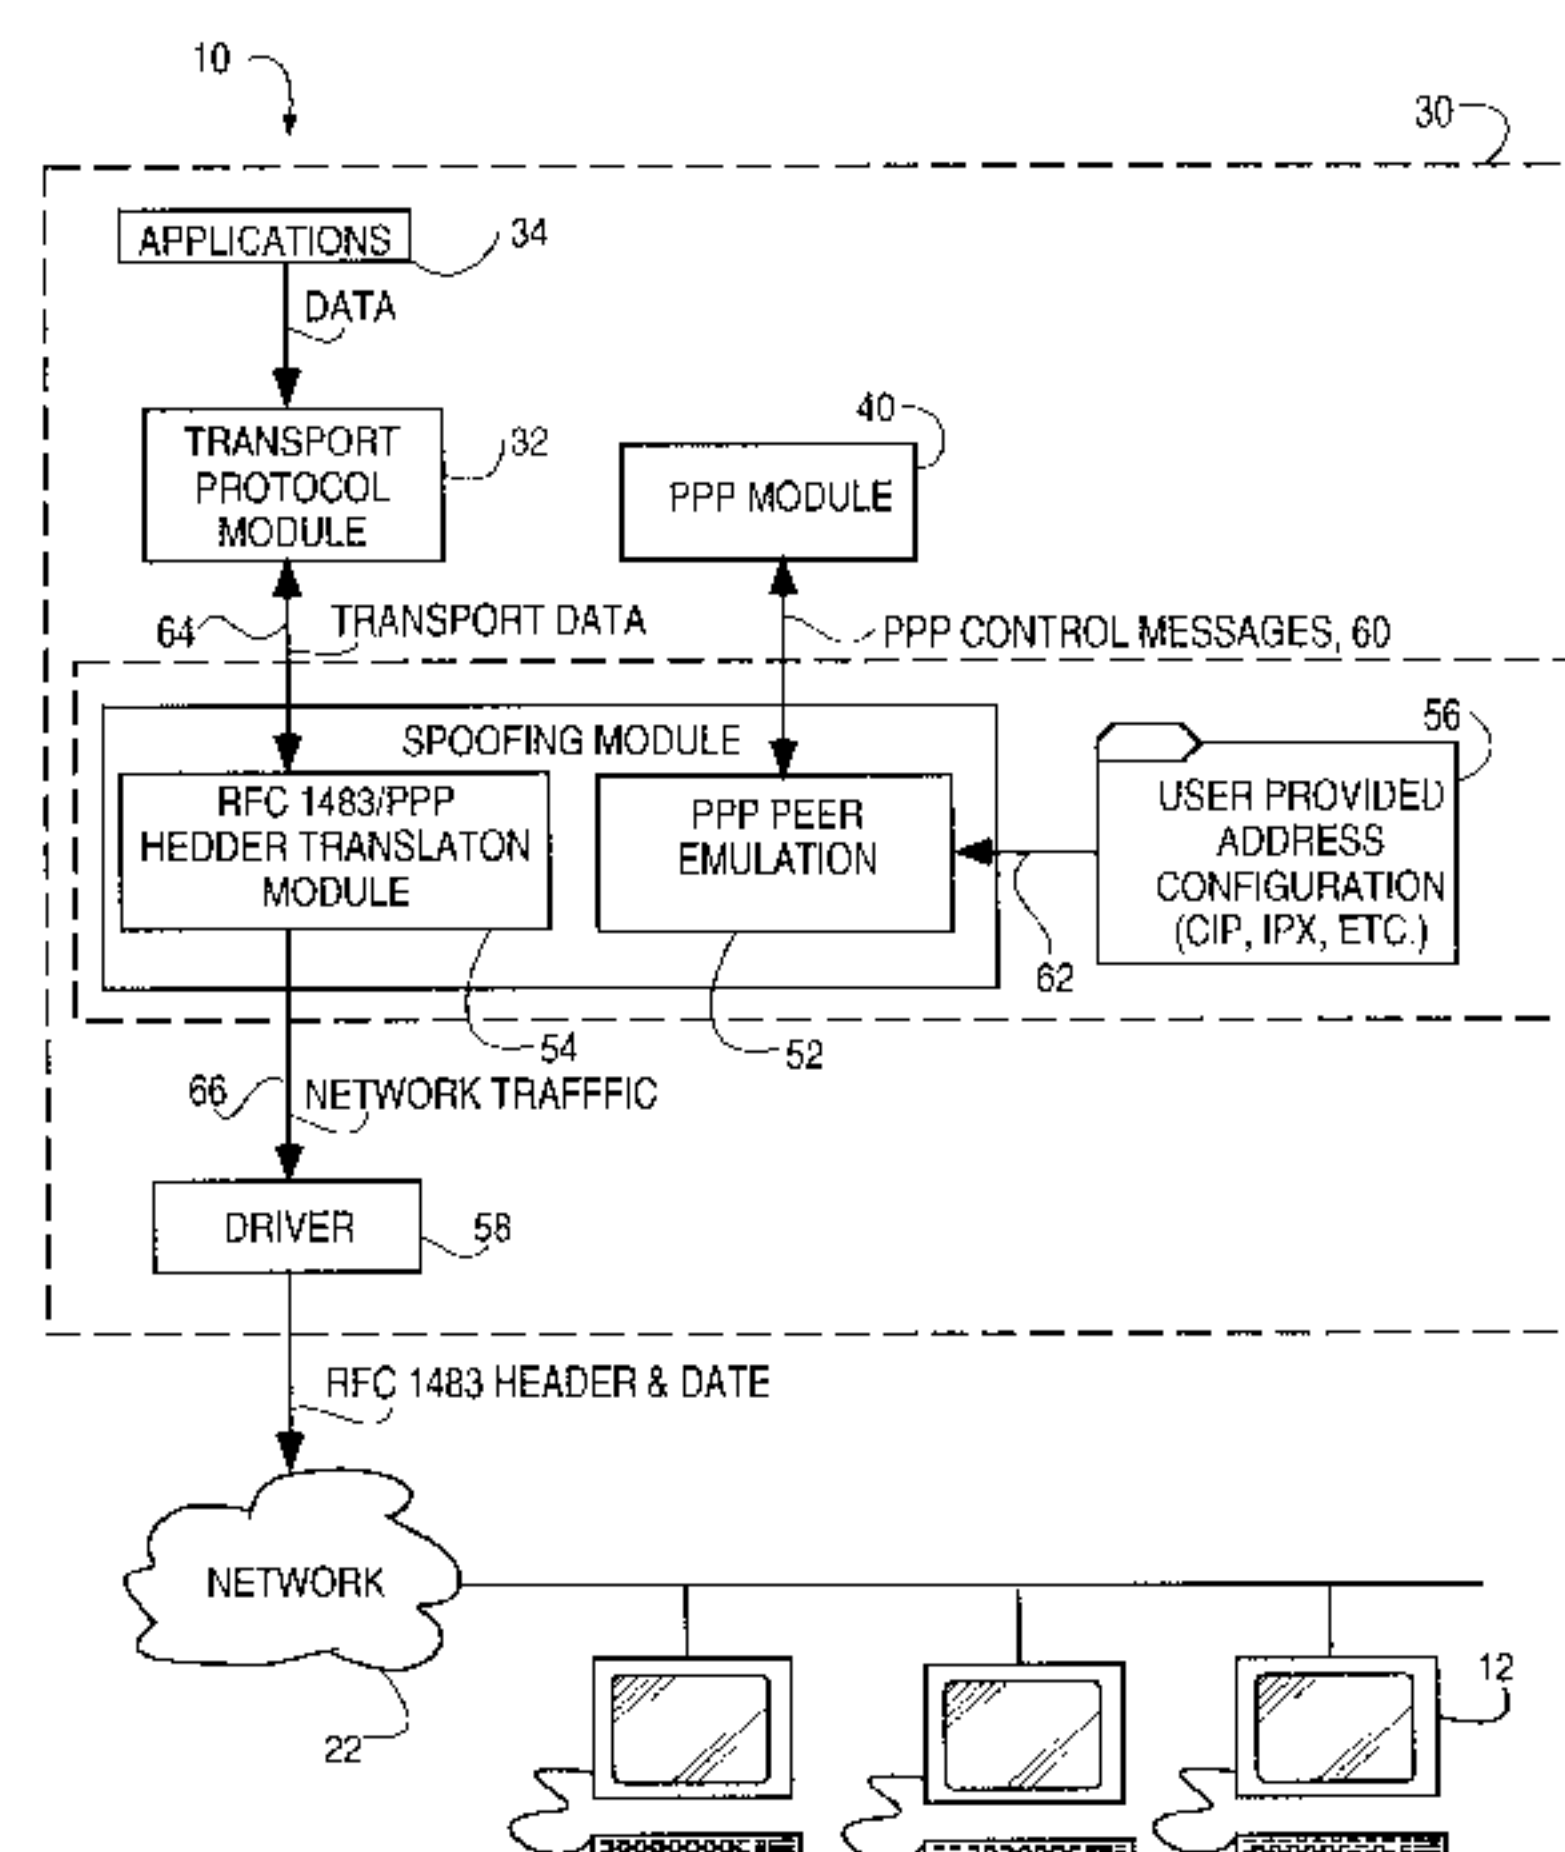 10
30
APPLICATIONS
34
DATA
TRANSPORT
PROTOCOL
MODULE
32
40
PPP MODULE
64
TRANSPORT DATA
PPP CONTROL MESSAGES, 60
SPOOFING MODULE
56
RFC 1483/PPP
HEDDER TRANSLATON
MODULE
PPP PEER
EMULATION
USER PROVIDED
ADDRESS
CONFIGURATION
(CIP, IPX, ETC.)
62
54
52
66
NETWORK TRAFFFIC
DRIVER
58
RFC 1483 HEADER & DATE
NETWORK
22
12